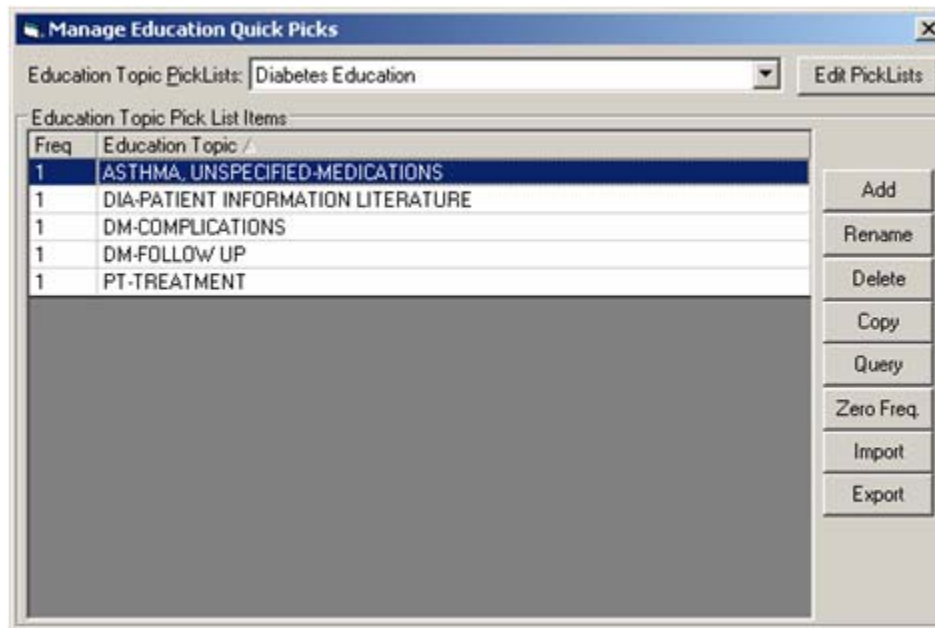 Manage Education Quick Picks
Education Topic PickLists: Diabetes Education Edit PickLists
Education Topic Pick List Items
Freq Education Topic
1 ASTHMA, UNSPECIFIED-MEDICATIONS
1 DIA-PATIENT INFORMATION LITERATURE
1 DM-COMPLICATIONS
1 DM-FOLLOW UP
1 PT-TREATMENT
Add
Rename
Delete
Copy
Query
Zero Freq.
Import
Export